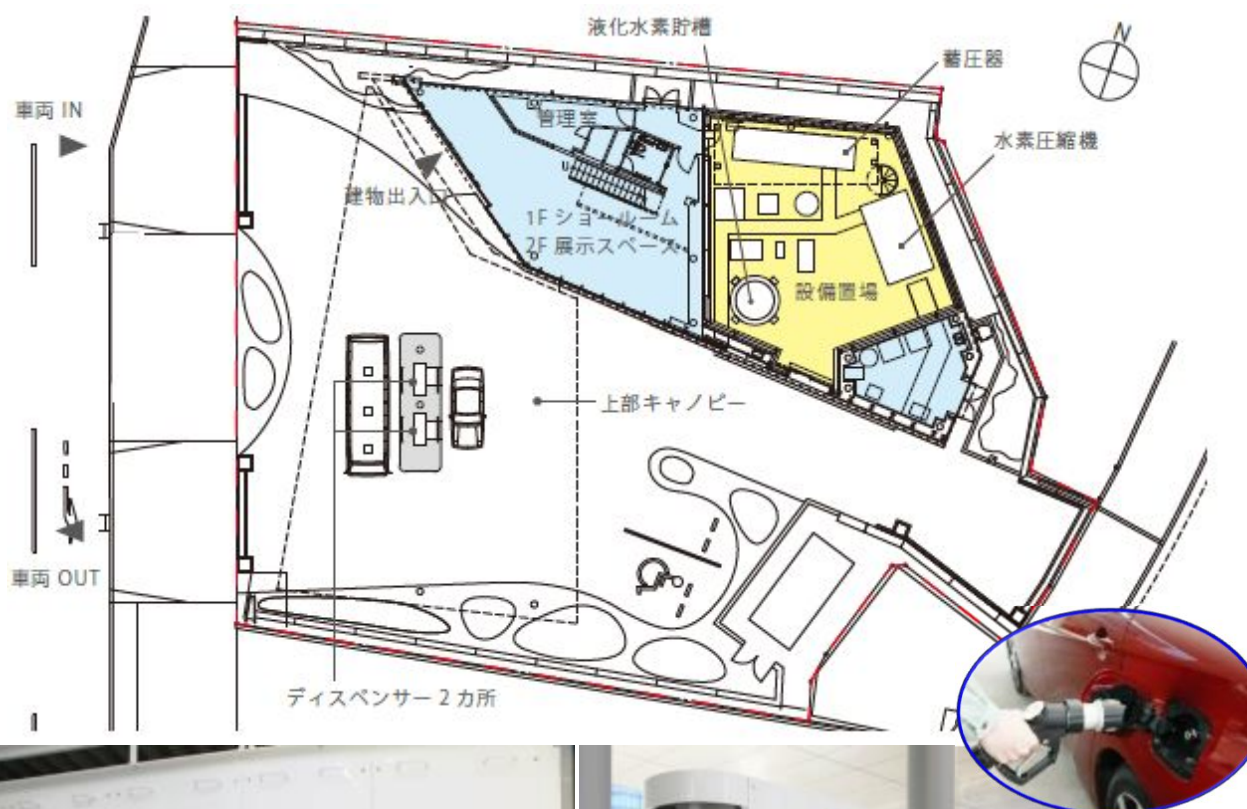 液化水素貯槽
N
蓄圧器
車両 IN
管理室
水素圧縮機
建物出入口
1F ショールーム
2F 展示スペース
設備置場
上部キャノピー
車両 OUT
ディスペンサー 2 カ所